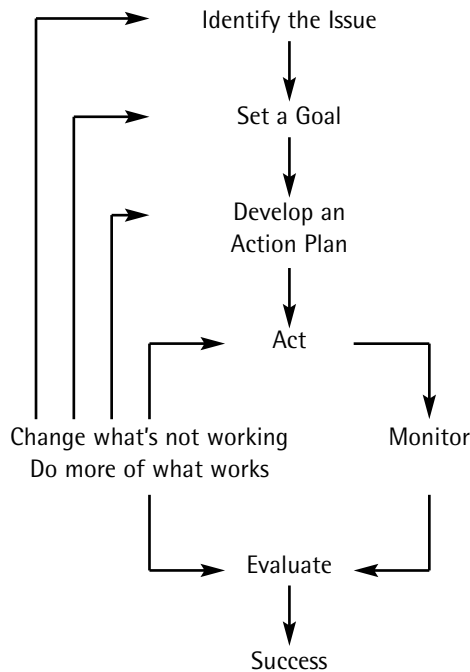 Identify the Issue
Set a Goal
Develop an
Action Plan
Act
Change what's not working
Do more of what works
Monitor
Evaluate
Success